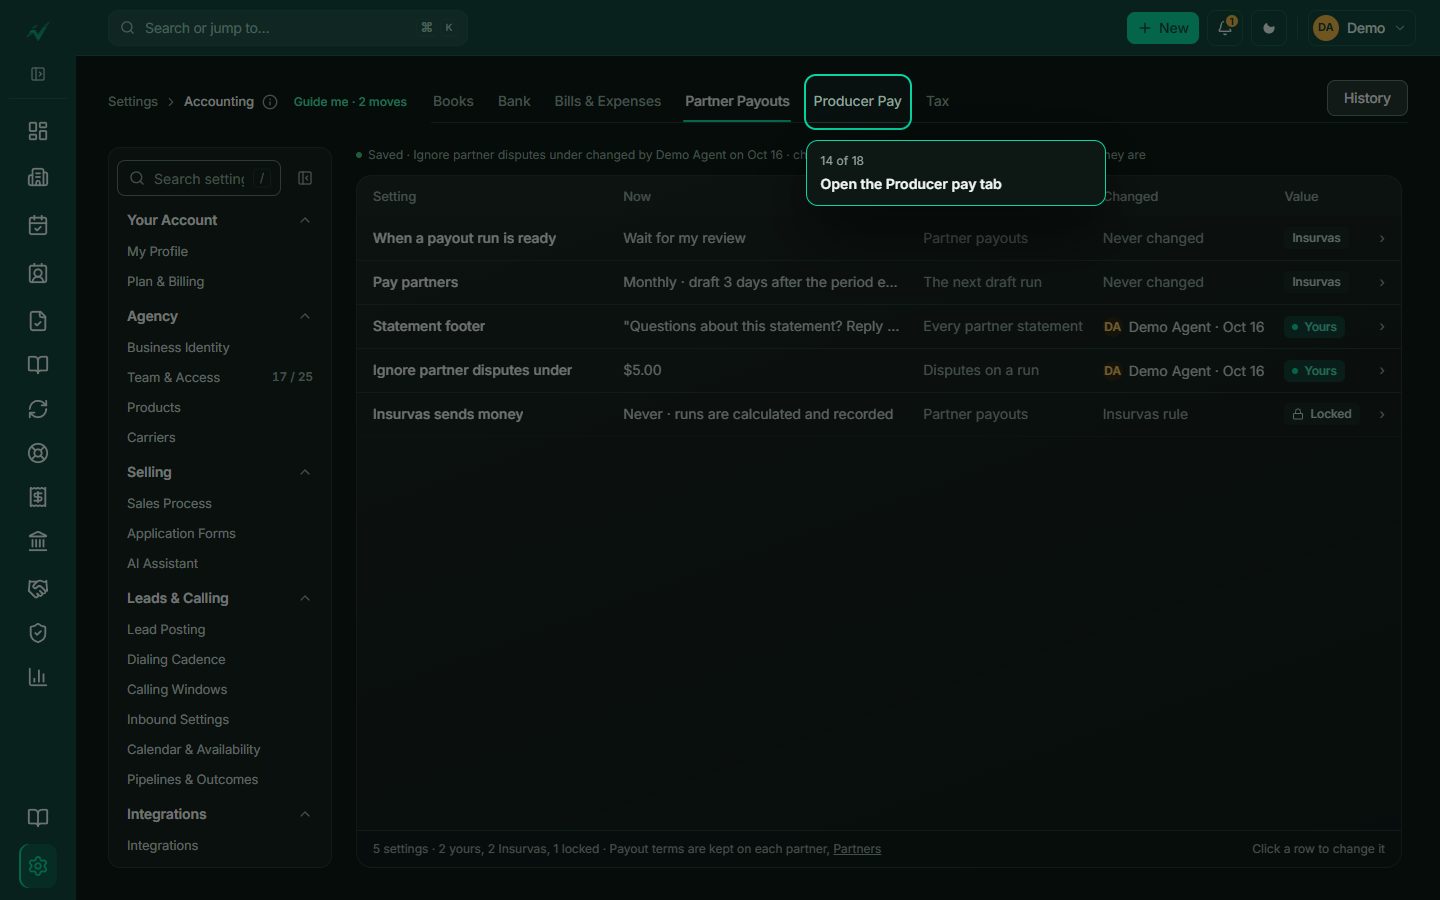 Search or jump to...
⌘ K
New
1
DA Demo
Settings > Accounting
Guide me · 2 moves
Books
Bank
Bills & Expenses
Partner Payouts
Producer Pay
Tax
History
Saved · Ignore partner disputes under changed by Demo Agent on Oct 16 · ch
hey are
14 of 18
Open the Producer pay tab
Search setting
/
Your Account
My Profile
Plan & Billing
Agency
Business Identity
Team & Access 17 / 25
Products
Carriers
Selling
Sales Process
Application Forms
AI Assistant
Leads & Calling
Lead Posting
Dialing Cadence
Calling Windows
Inbound Settings
Calendar & Availability
Pipelines & Outcomes
Integrations
Integrations
Setting Now Changed Value
When a payout run is ready Wait for my review Partner payouts Never changed Insurvas
Pay partners Monthly · draft 3 days after the period e... The next draft run Never changed Insurvas
Statement footer "Questions about this statement? Reply ... Every partner statement DA Demo Agent · Oct 16 Yours
Ignore partner disputes under $5.00 Disputes on a run DA Demo Agent · Oct 16 Yours
Insurvas sends money Never · runs are calculated and recorded Partner payouts Insurvas rule Locked
5 settings · 2 yours, 2 Insurvas, 1 locked · Payout terms are kept on each partner, Partners
Click a row to change it